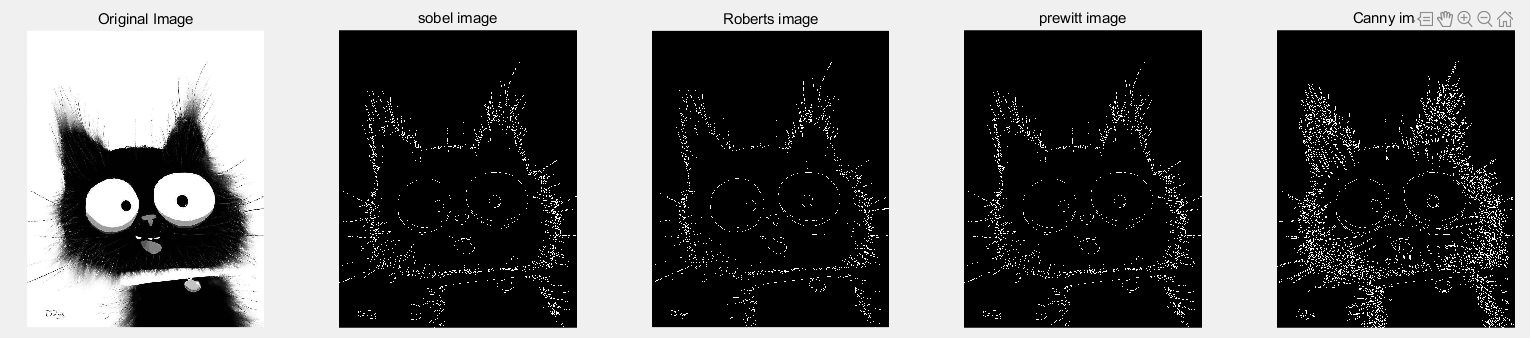 Original Image
sobel image
Roberts image
prewitt image
Canny im